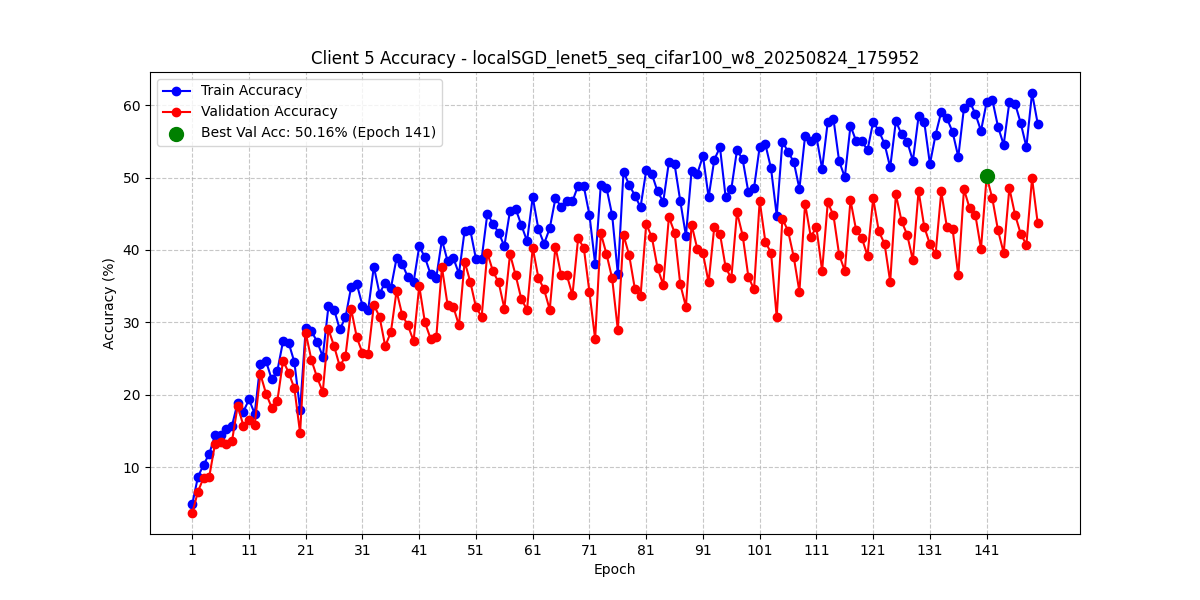 Client 5 Accuracy - localSGD_lenet5_seq_cifar100_w8_20250824_175952
Train Accuracy
Validation Accuracy
Best Val Acc: 50.16% (Epoch 141)
Accuracy (%)
60
50
40
30
20
10
1 11 21 31 41 51 61 71 81 91 101 111 121 131 141
Epoch